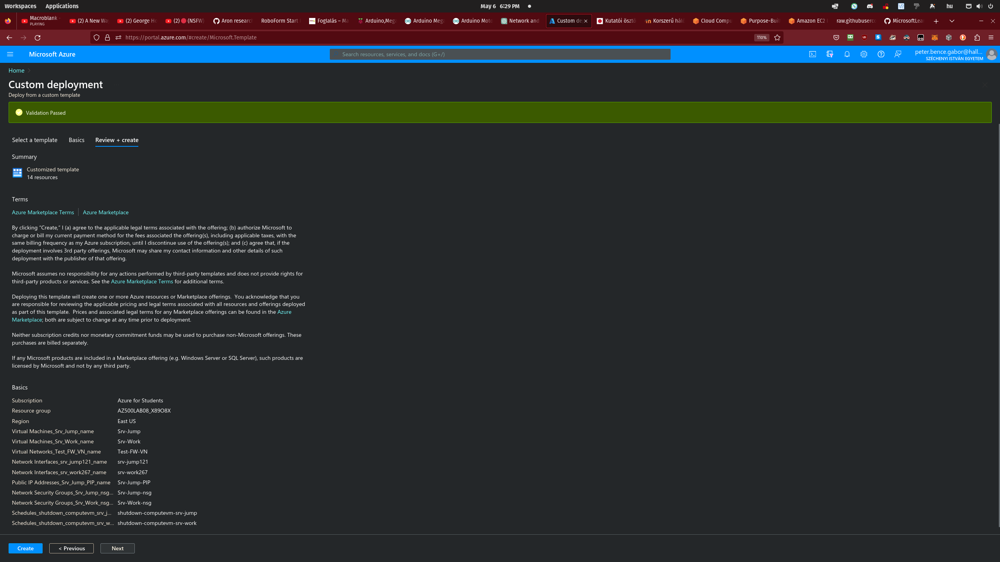 Workspaces Applications May 6 6:29 PM hu
Macroblank -
PLAYING
(2) A New Wa
(2) George Ho
(2) (NSFW)
Aron research
RoboForm Start
Foglalás – Ma
Arduino,Mega
Arduino Mega
Arduino Moto
Network and
Custom de
Kutatói ösztö
Korszerű háló
Cloud Compu
Purpose-Buil
Amazon EC2
raw.githubuserco
MicrosoftLear
https://portal.azure.com/#create/Microsoft.Template 110%
Microsoft Azure
Search resources, services, and docs (G+/)
peter.bence.gabor@hall...
SZÉCHENYI ISTVÁN EGYETEM
Home
Custom deployment
Deploy from a custom template
Validation Passed
Select a template Basics Review + create
Summary
Customized template
14 resources
Terms
Azure Marketplace Terms Azure Marketplace
By clicking “Create,” I (a) agree to the applicable legal terms associated with the offering; (b) authorize Microsoft to
charge or bill my current payment method for the fees associated the offering(s), including applicable taxes, with the
same billing frequency as my Azure subscription, until I discontinue use of the offering(s); and (c) agree that, if the
deployment involves 3rd party offerings, Microsoft may share my contact information and other details of such
deployment with the publisher of that offering.
Microsoft assumes no responsibility for any actions performed by third-party templates and does not provide rights for
third-party products or services. See the Azure Marketplace Terms for additional terms.
Deploying this template will create one or more Azure resources or Marketplace offerings. You acknowledge that you
are responsible for reviewing the applicable pricing and legal terms associated with all resources and offerings deployed
as part of this template. Prices and associated legal terms for any Marketplace offerings can be found in the Azure
Marketplace; both are subject to change at any time prior to deployment.
Neither subscription credits nor monetary commitment funds may be used to purchase non-Microsoft offerings. These
purchases are billed separately.
If any Microsoft products are included in a Marketplace offering (e.g. Windows Server or SQL Server), such products are
licensed by Microsoft and not by any third party.
Basics
Subscription Azure for Students
Resource group AZ500LAB08_X89O8X
Region East US
Virtual Machines_Srv_Jump_name Srv-Jump
Virtual Machines_Srv_Work_name Srv-Work
Virtual Networks_Test_FW_VN_name Test-FW-VN
Network Interfaces_srv_jump121_name srv-jump121
Network Interfaces_srv_work267_name srv-work267
Public IP Addresses_Srv_Jump_PIP_name Srv-Jump-PIP
Network Security Groups_Srv_Jump_nsg... Srv-Jump-nsg
Network Security Groups_Srv_Work_nsg... Srv-Work-nsg
Schedules_shutdown_computevm_srv_j... shutdown-computevm-srv-jump
Schedules_shutdown_computevm_srv_w... shutdown-computevm-srv-work
Create < Previous Next